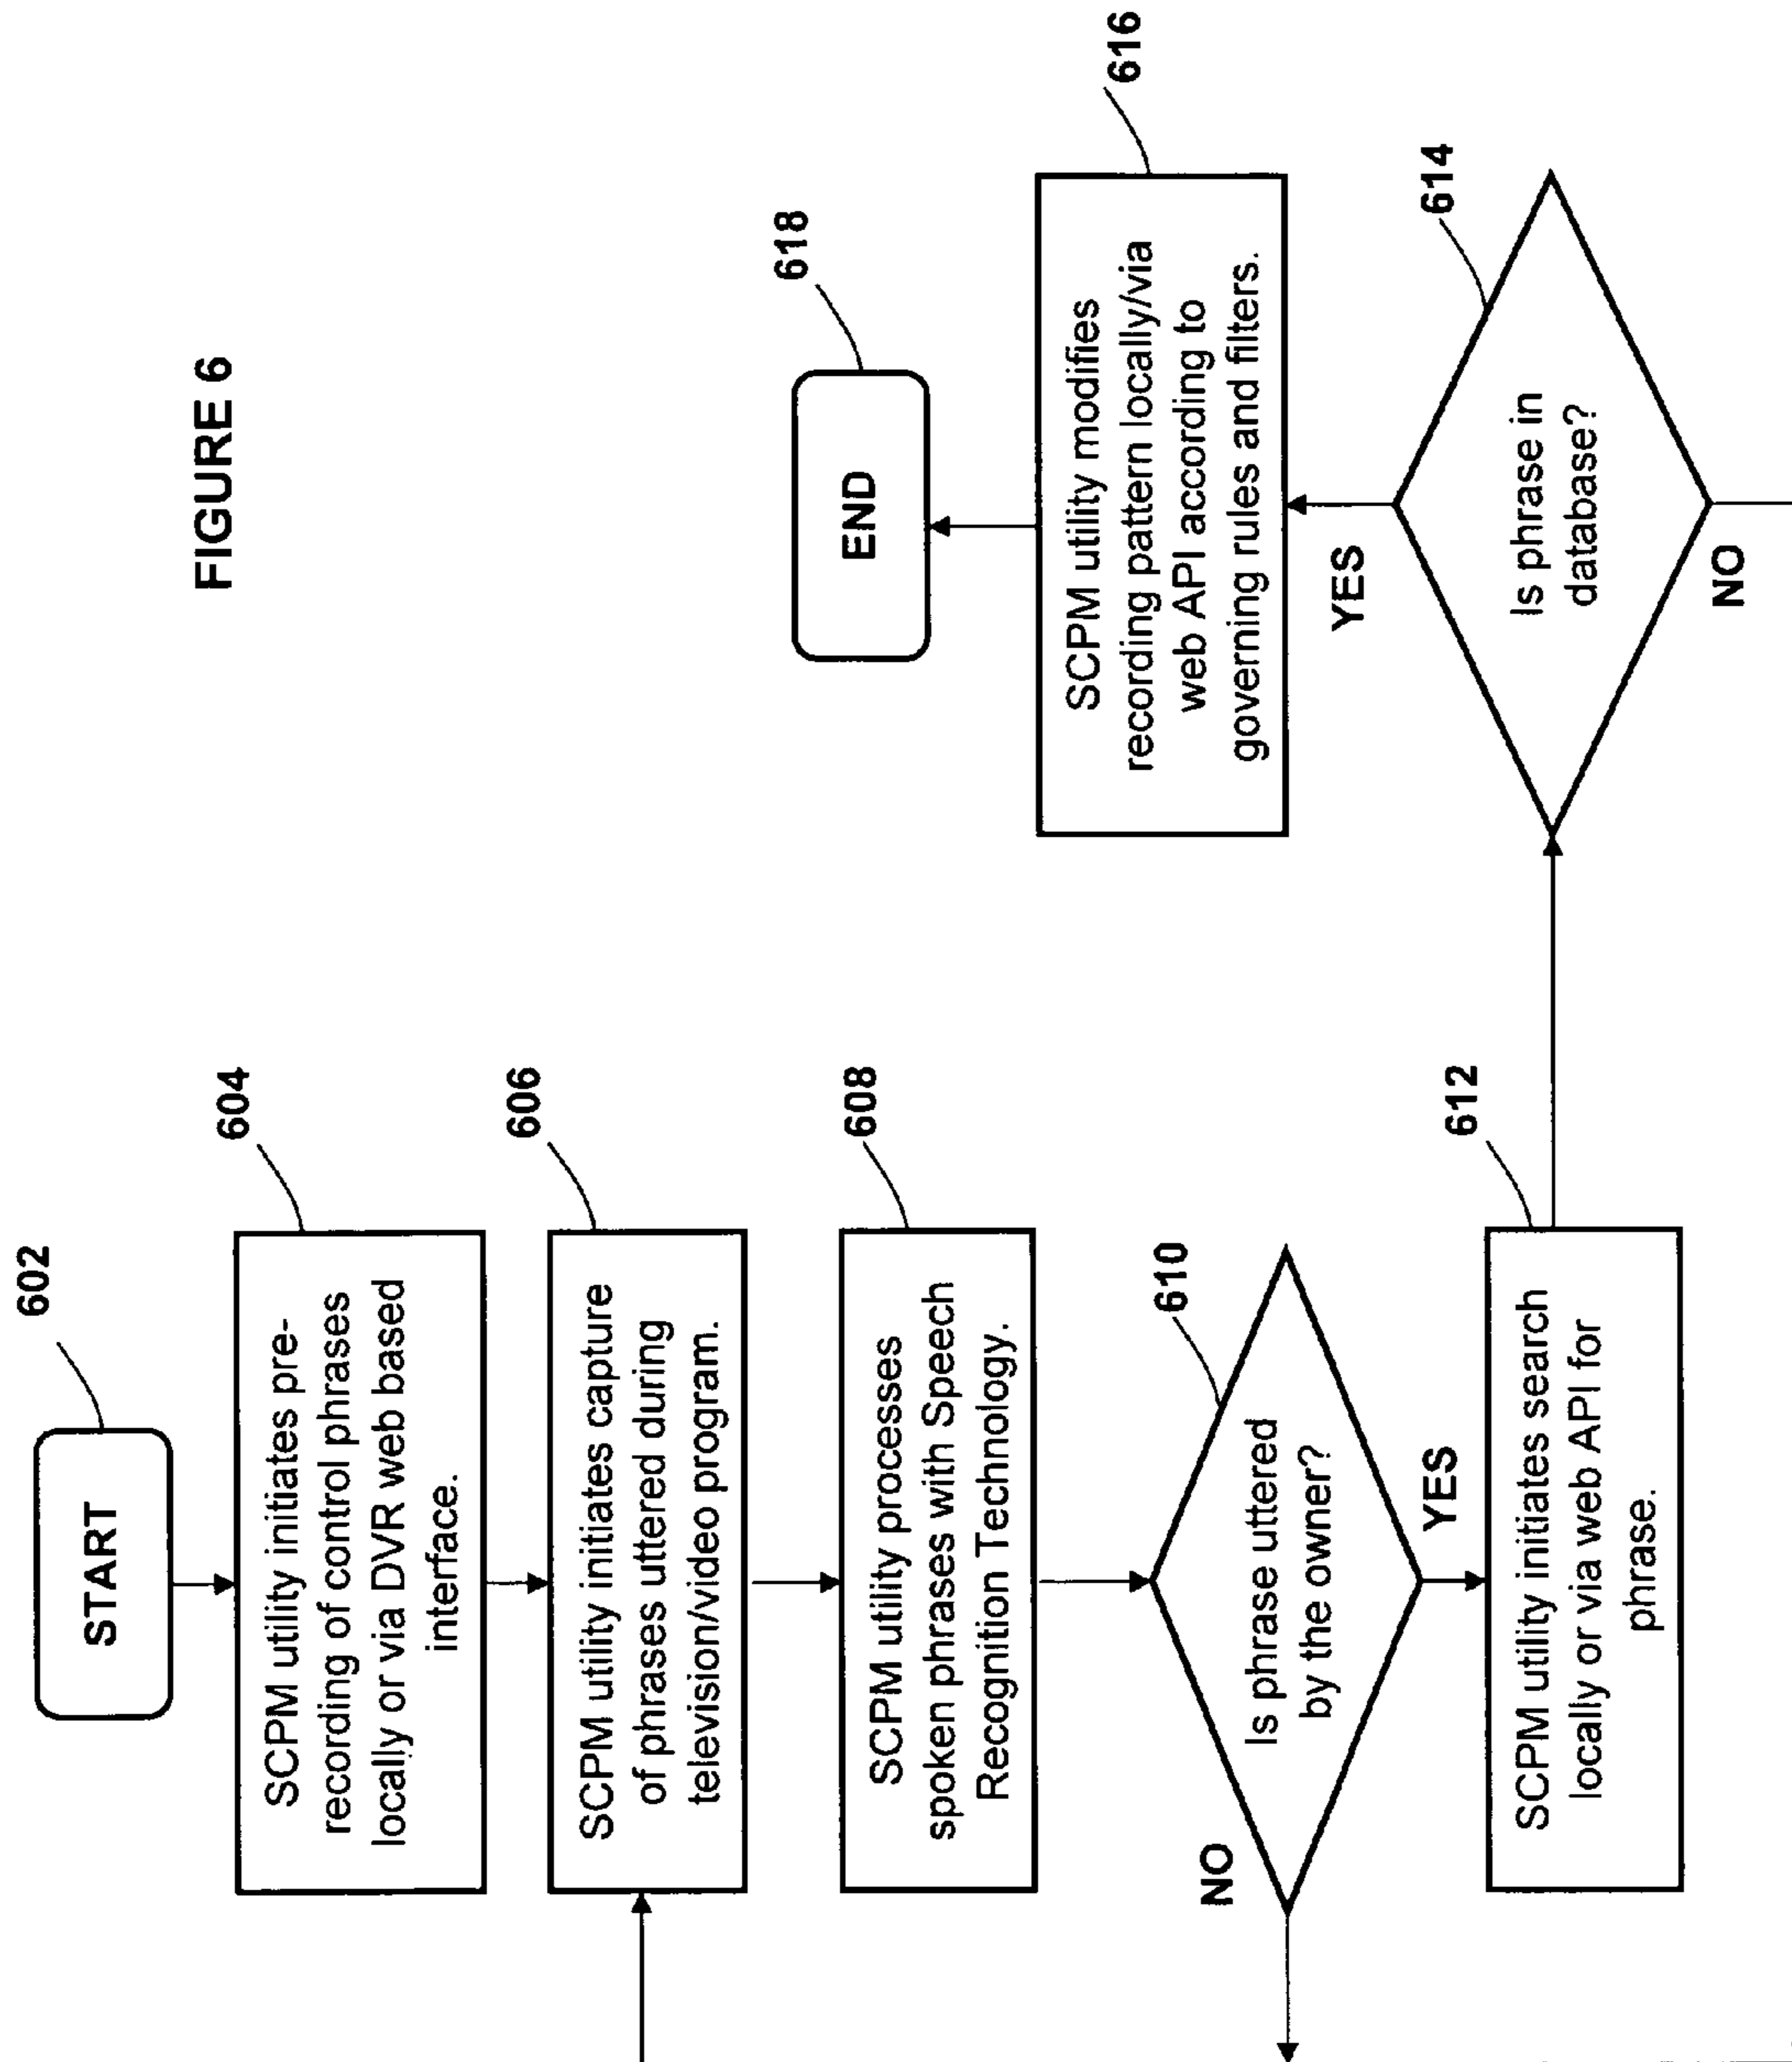 FIGURE 6
602
START
604
SCPM utility initiates pre-
recording of control phrases
locally or via DVR web based
interface.
606
SCPM utility initiates capture
of phrases uttered during
television/video program.
608
SCPM utility processes
spoken phrases with Speech
Recognition Technology.
610
Is phrase uttered
by the owner?
NO
YES
612
SCPM utility initiates search
locally or via web API for
phrase.
614
Is phrase in
database?
YES
NO
616
SCPM utility modifies
recording pattern locally/via
web API according to
governing rules and filters.
618
END